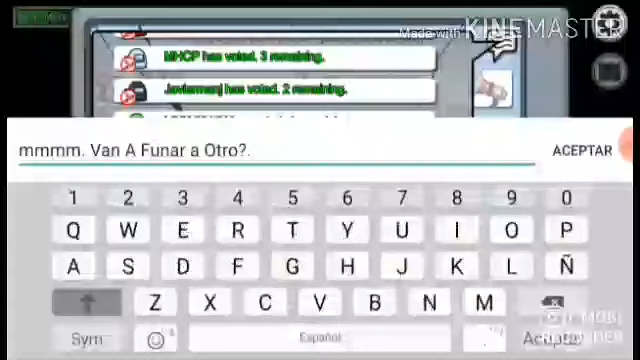 Made with KINEMASTER
MHCP has voted. 3 remaining.
Javiermanj has voted. 2 remaining.
mmmm. Van A Funar a Otro?.
ACEPTAR
1 2 3 4 5 6 7 8 9 0
Q W E R T Y U I O P
A S D F G H J K L Ñ
Z X C V B N M
Sym Español Aceptar